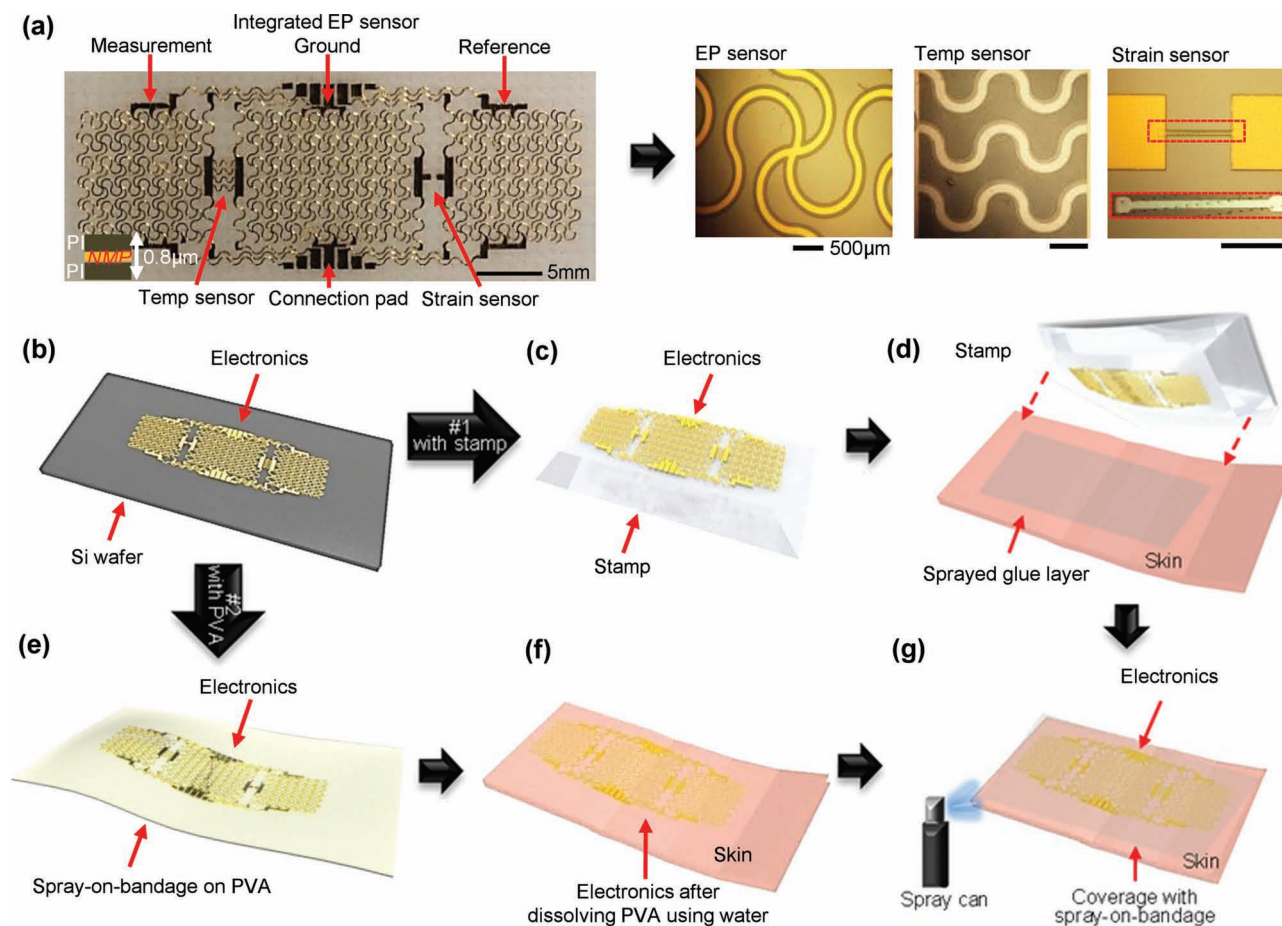 (a)
Integrated EP sensor
Measurement
Ground
Reference
EP Sensor
Temp sensor
Strain sensor
PI
NMP
PI
0.8μm
5mm
500μm
Temp sensor
Connection pad
Strain sensor
(b)
Electronics
Si wafer
#1
with stamp
(c)
Electronics
Stamp
(d)
Stamp
Sprayed glue layer
Skin
#2
with PVA
(e)
Electronics
Spray-on-bandage on PVA
(f)
Skin
Electronics after
dissolving PVA using water
(g)
Electronics
Skin
Spray can
Coverage with
spray-on-bandage